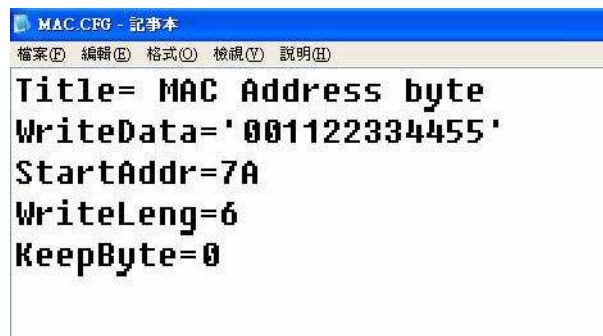 MAC.CFG - 記事本
檔案(F) 編輯(E) 格式(O) 檢視(V) 說明(H)
Title= MAC Address byte
WriteData='001122334455'
StartAddr=7A
WriteLeng=6
KeepByte=0